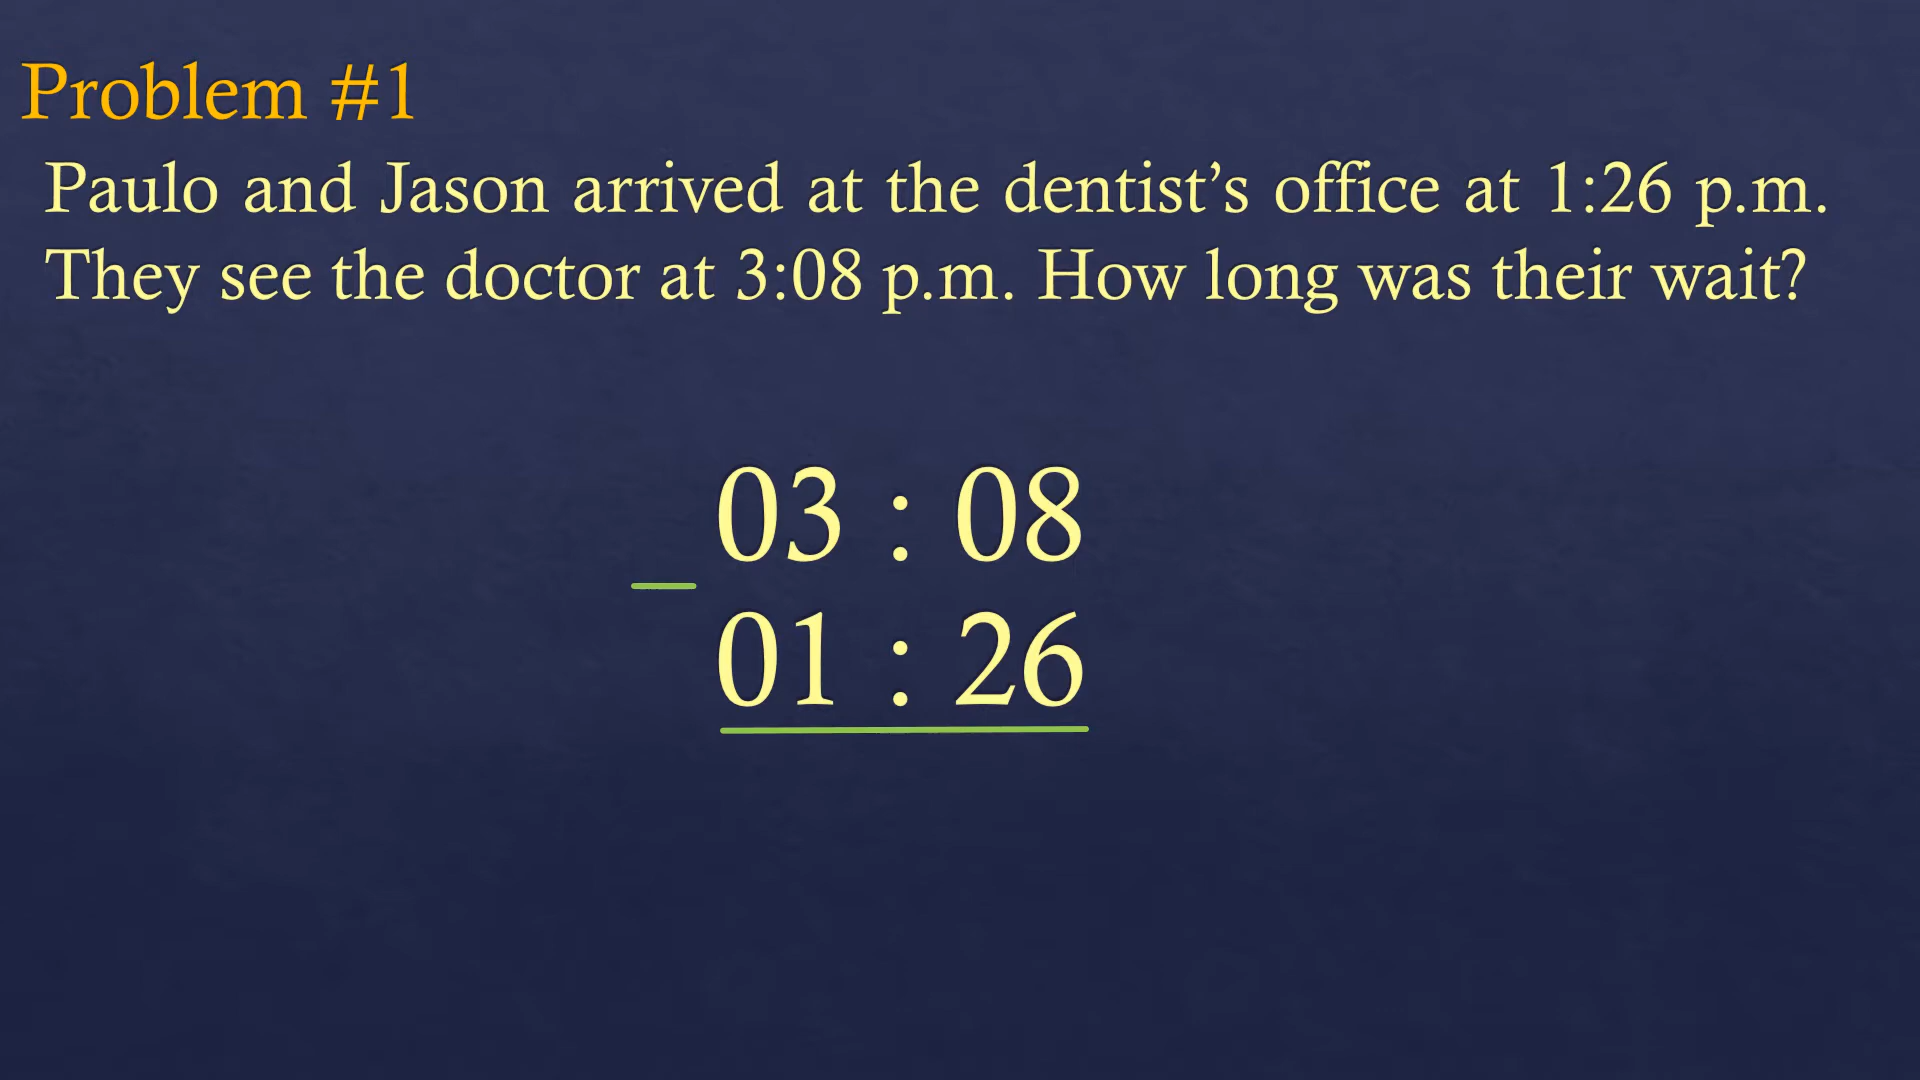 Problem #1
Paulo and Jason arrived at the dentist’s office at 1:26 p.m.
They see the doctor at 3:08 p.m. How long was their wait?
03 : 08
—
01 : 26